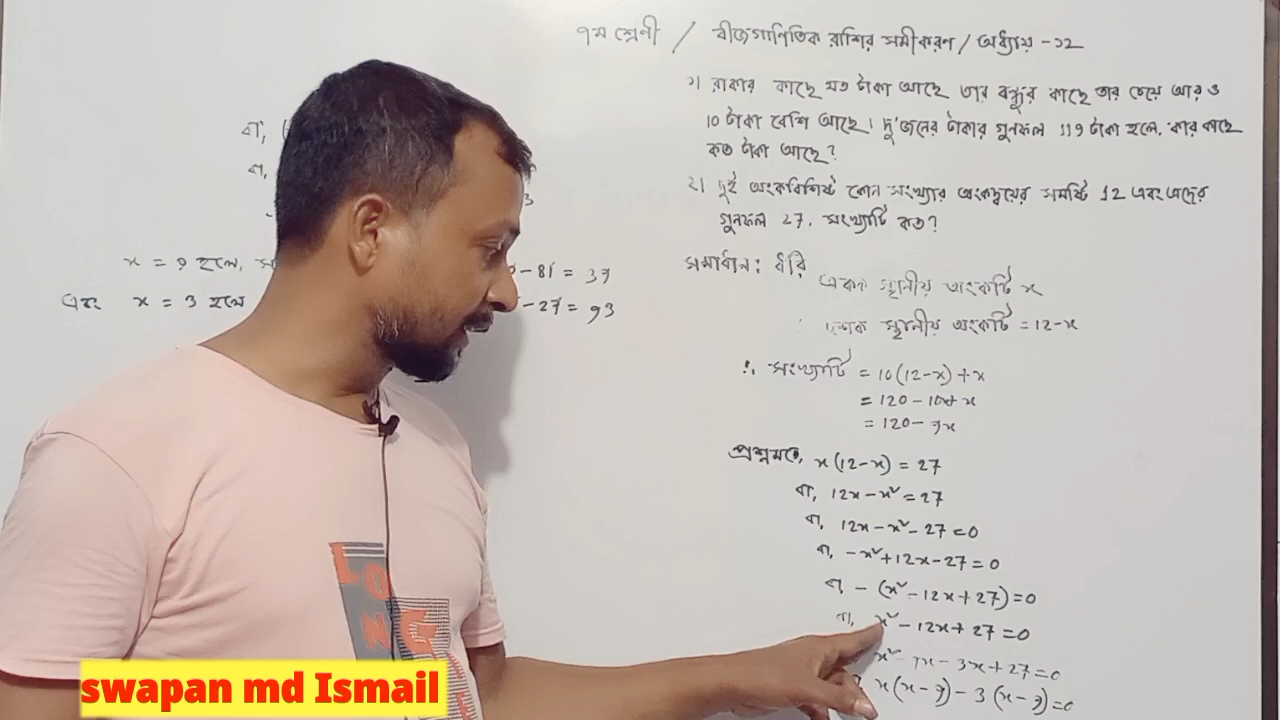 ৭ম শ্রেণী / বীজগাণিতিক রাশির সমীকরণ / অধ্যায় -১২
১) রাকার কাছে যত টাকা আছে তার বন্ধুর কাছে তার চেয়ে আর ও
10 টাকা বেশি আছে। দু'জনের টাকার গুনফল 119 টাকা হলে, কার কাছে
কত টাকা আছে?
২) দুই অংকবিশিষ্ট কোন সংখ্যার অংকদ্বয়ের সমষ্টি 12 এবং এদের
গুনফল 27. সংখ্যাটি কত?
সমাধান: ধরি
একক স্থানীয় অংকটি x
দশক স্থানীয় অংকটি = 12-x
∴ সংখ্যাটি = 10(12-x)+x
= 120-10x+x
= 120-9x
প্রশ্নমতে, x(12-x) = 27
বা, 12x-x² = 27
বা, 12x-x²-27=0
বা, -x²+12x-27=0
বা, -(x²-12x+27)=0
বা, x²-12x+27=0
x²-9x-3x+27=0
x(x-9)-3(x-9)=0
বা, (
বা,
3
x = 9 হলে, -81 = 39
এবং x = 3 হলে -27 = 93
swapan md Ismail